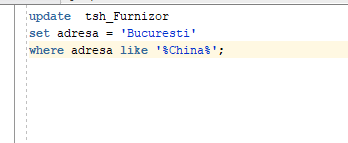 update  tsh_Furnizor
set adresa = 'Bucuresti'
where adresa like '%China%';